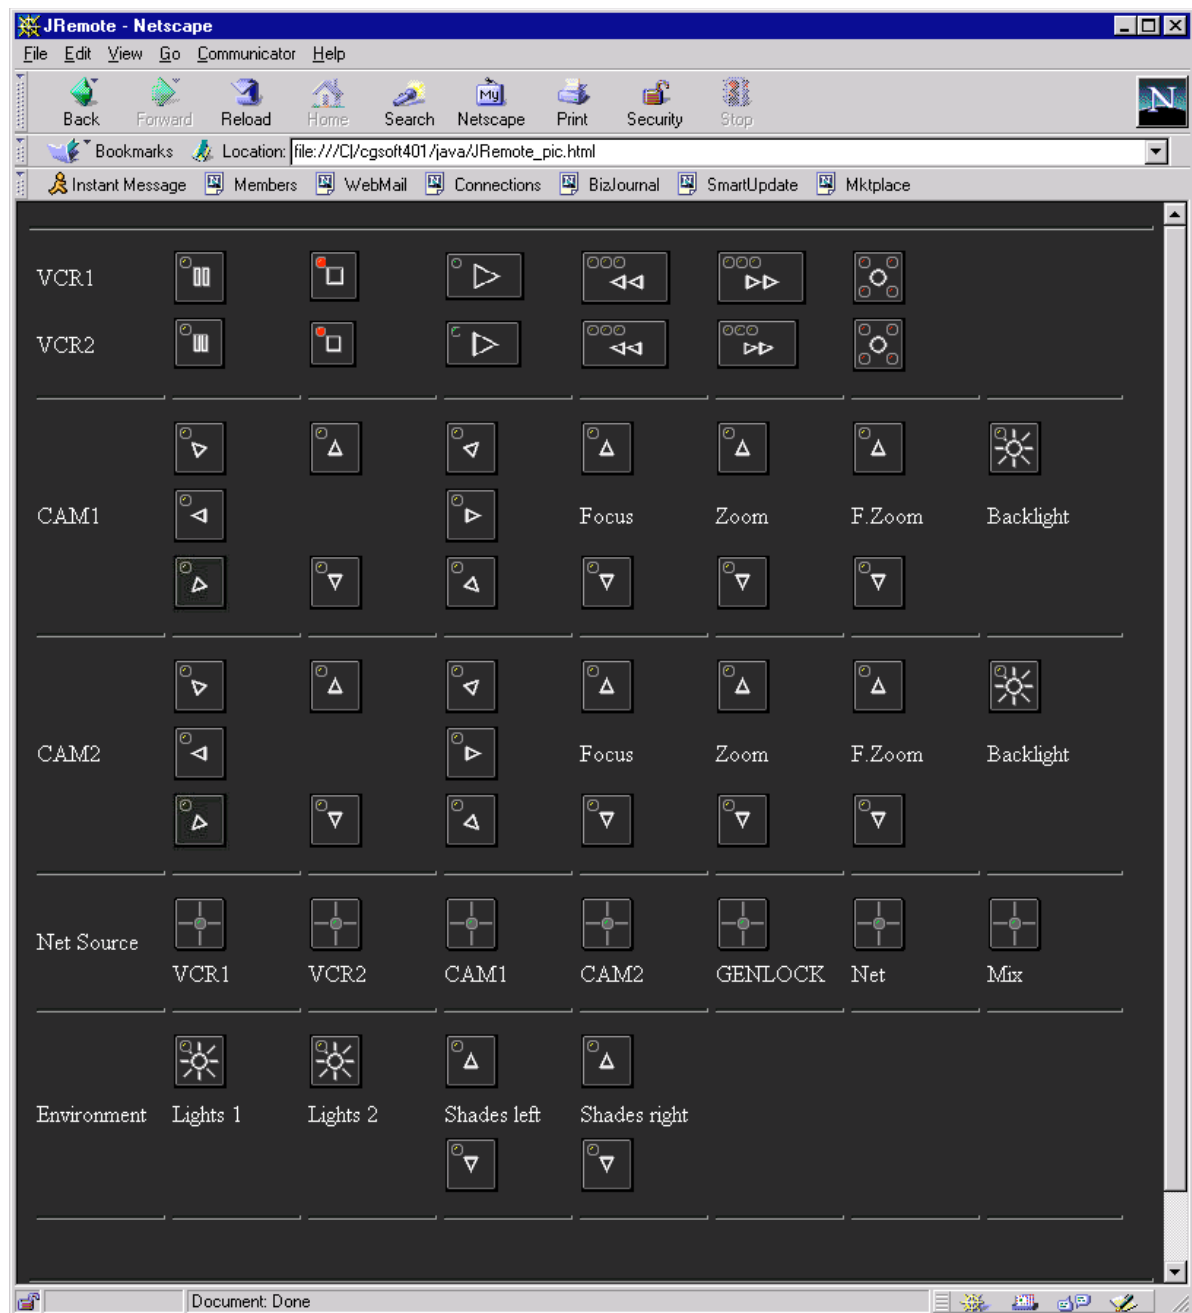 JRemote - Netscape
File Edit View Go Communicator Help
Back Forward Reload Home Search Netscape Print Security Stop
My
N
Bookmarks Location: file:///C|/cgsoft401/java/JRemote_pic.html
Instant Message Members WebMail Connections BizJournal SmartUpdate Mktplace
VCR1
VCR2
CAM1 Focus Zoom F.Zoom Backlight
CAM2 Focus Zoom F.Zoom Backlight
Net Source
VCR1 VCR2 CAM1 CAM2 GENLOCK Net Mix
Environment Lights 1 Lights 2 Shades left Shades right
Document: Done